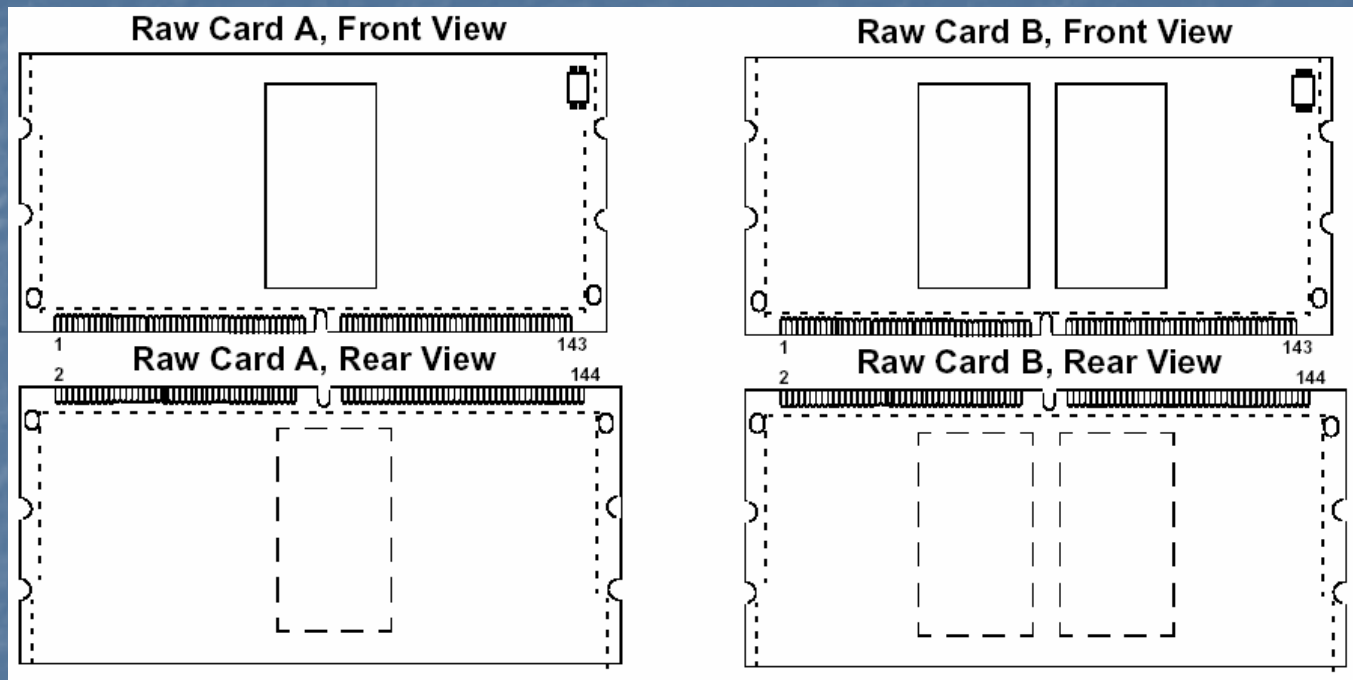 Raw Card A, Front View
1 143
Raw Card A, Rear View
2 144
Raw Card B, Front View
1 143
Raw Card B, Rear View
2 144